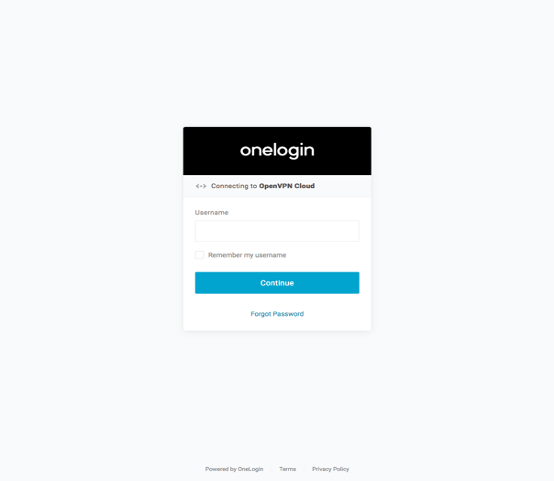 onelogin
Connecting to OpenVPN Cloud
Username
Remember my username
Continue
Forgot Password
Powered by OneLogin Terms Privacy Policy